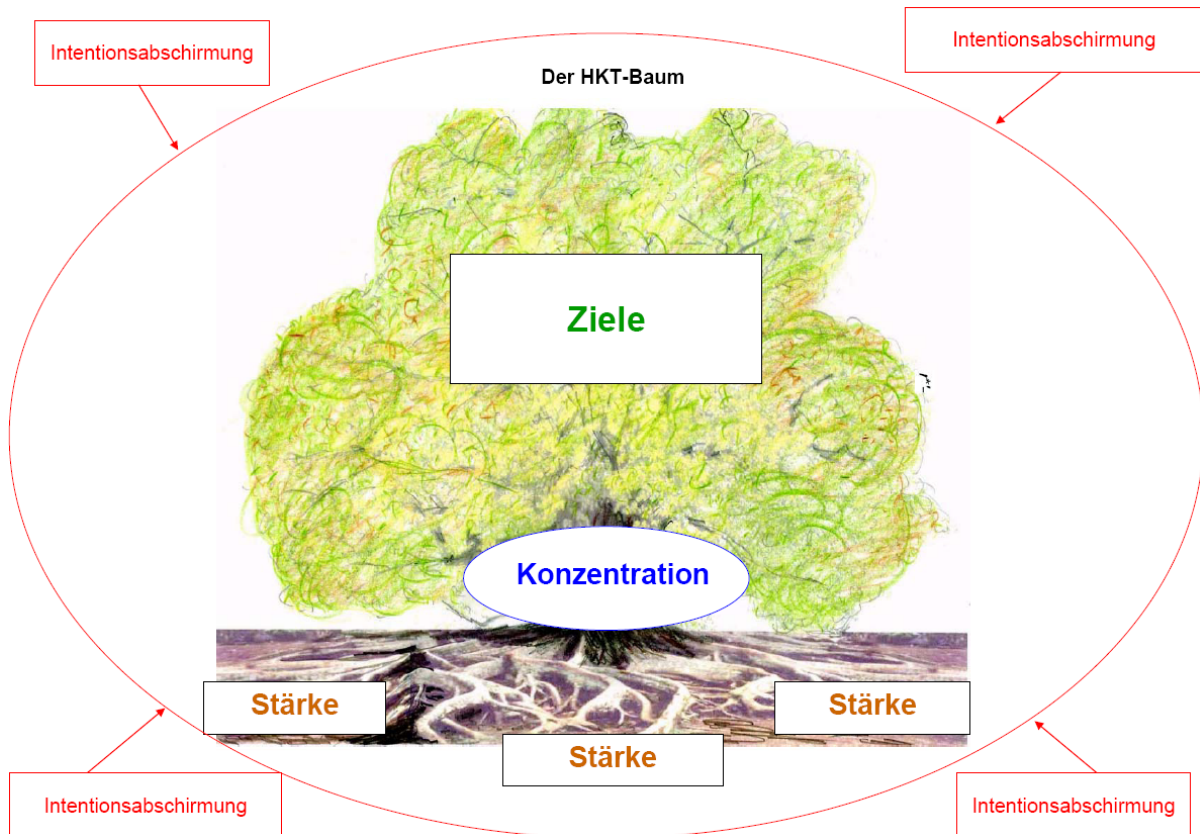 Intentionsabschirmung
Intentionsabschirmung
Der HKT-Baum
Ziele
Konzentration
Stärke
Stärke
Stärke
Intentionsabschirmung
Intentionsabschirmung